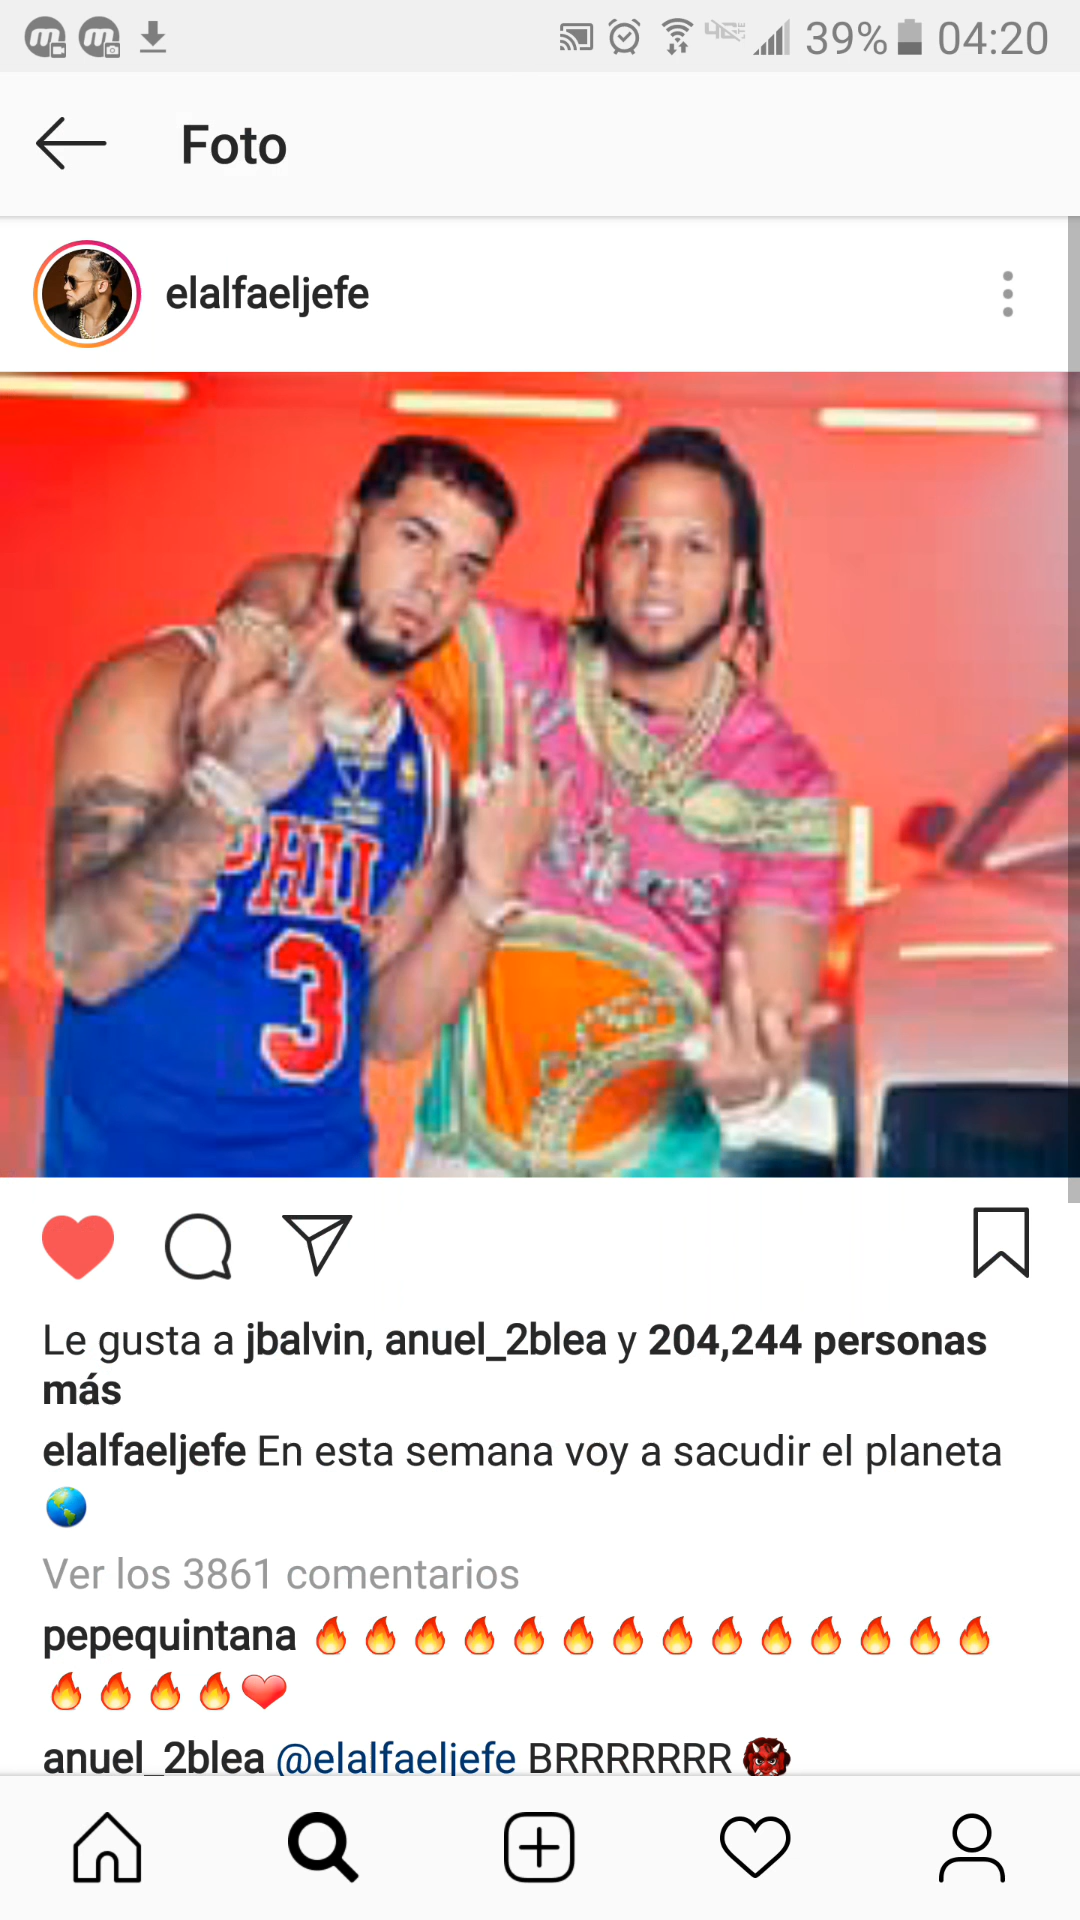 39% 04:20
Foto
elalfaeljefe
PHIL
3
Le gusta a jbalvin, anuel_2blea y 204,244 personas
más
elalfaeljefe En esta semana voy a sacudir el planeta
🌎
Ver los 3861 comentarios
pepequintana 🔥🔥🔥🔥🔥🔥🔥🔥🔥🔥🔥🔥🔥🔥
🔥🔥🔥🔥❤
anuel_2blea @elalfaeljefe BRRRRRRR 👹